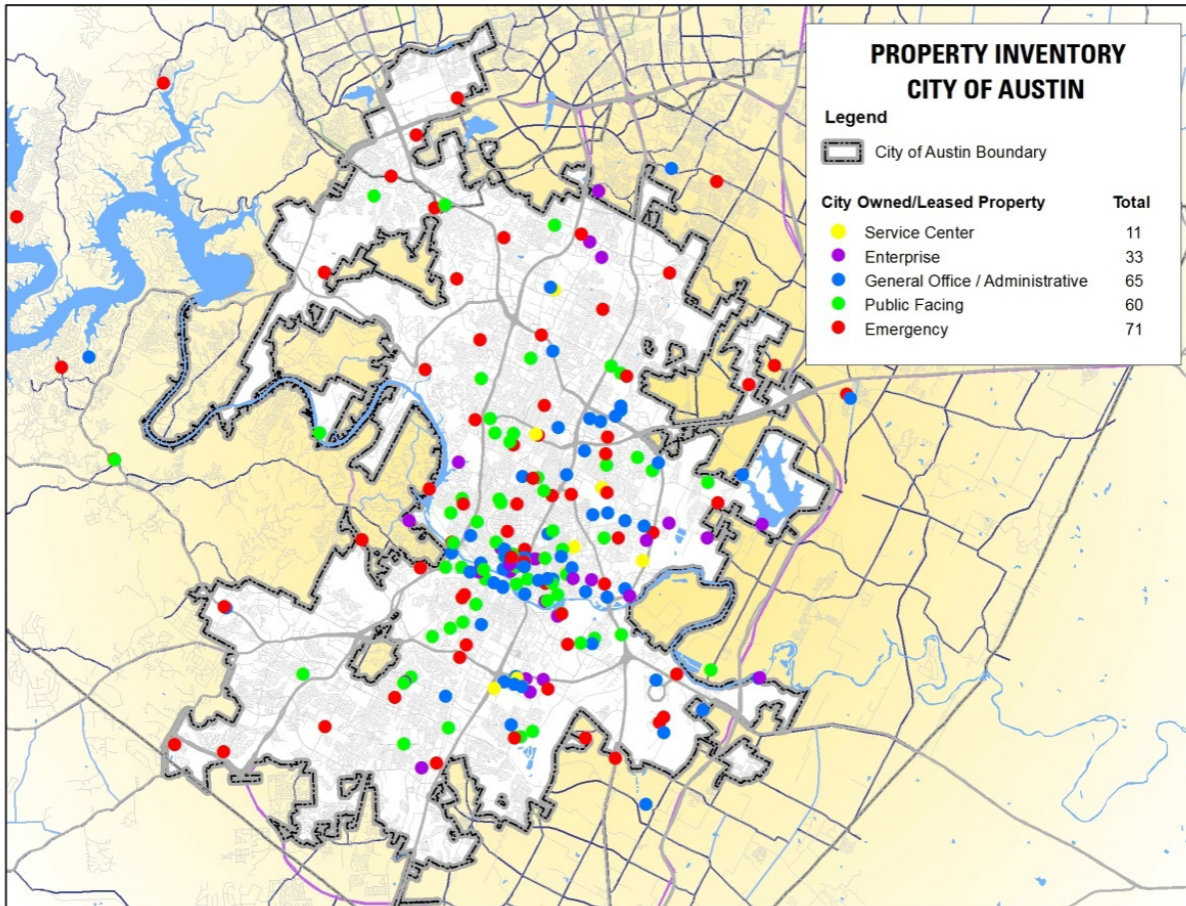 PROPERTY INVENTORY
CITY OF AUSTIN
Legend
City of Austin Boundary
City Owned/Leased Property Total
Service Center 11
Enterprise 33
General Office / Administrative 65
Public Facing 60
Emergency 71